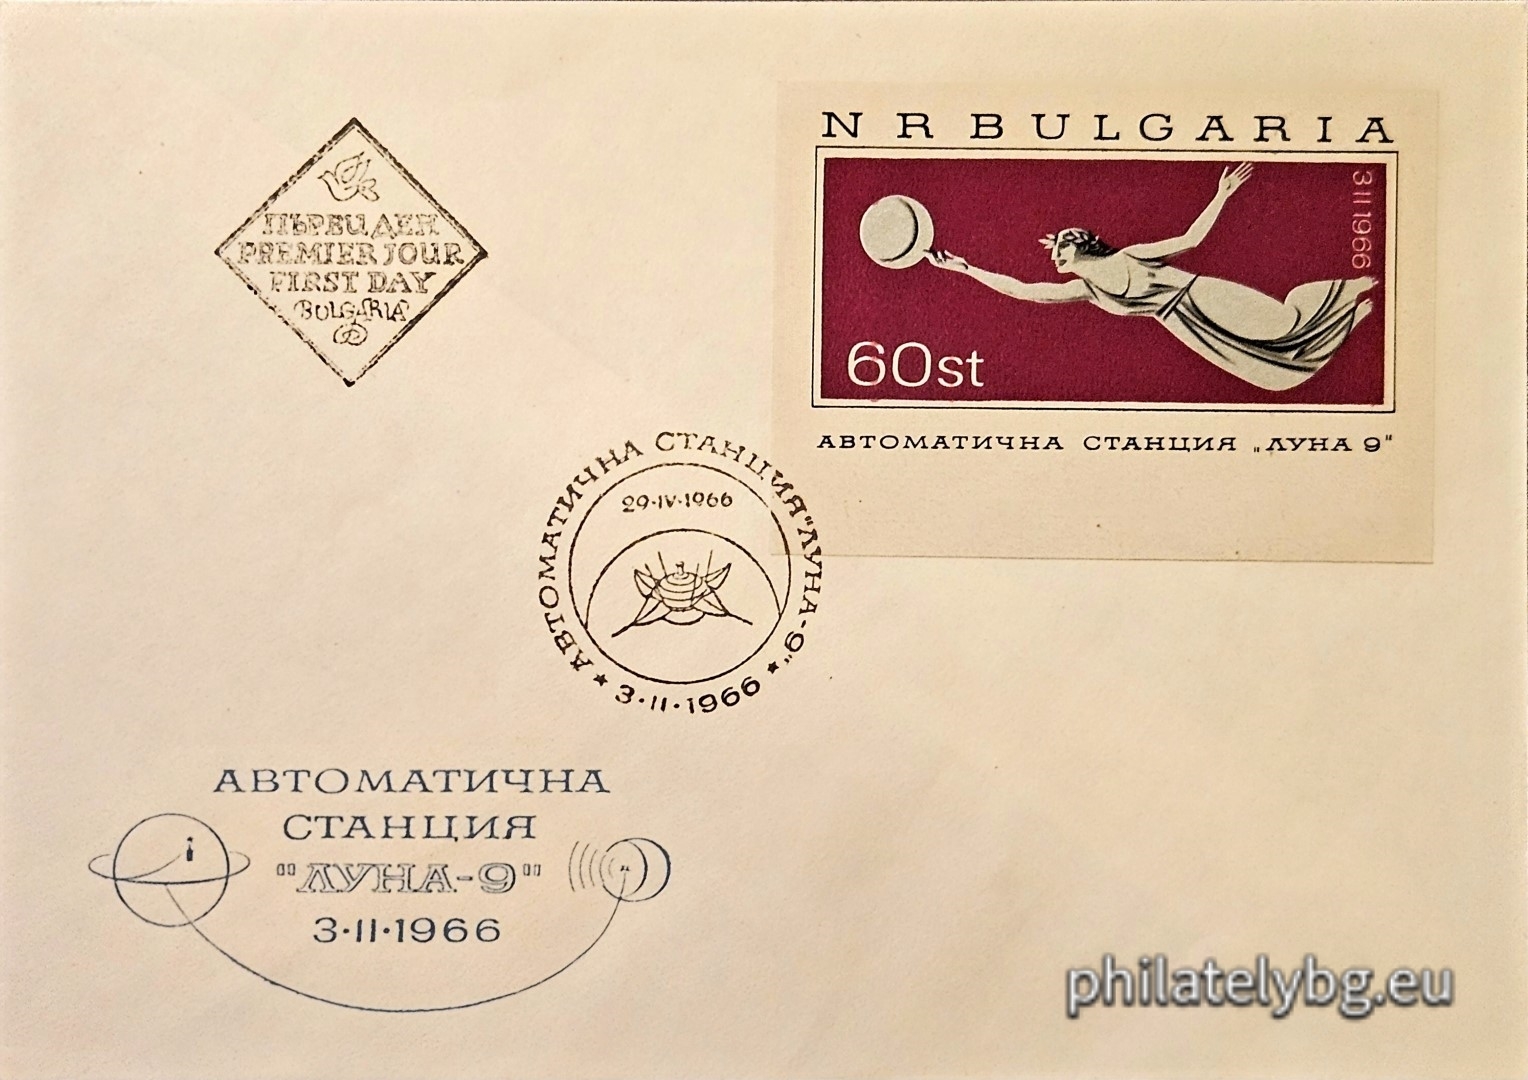 ПЪРВИ ДЕН
PREMIER JOUR
FIRST DAY
BULGARIA
N R BULGARIA
3 II 1966
60st
АВТОМАТИЧНА СТАНЦИЯ „ЛУНА 9"
АВТОМАТИЧНА СТАНЦИЯ "ЛУНА-9"
29·IV·1966
3·II·1966
АВТОМАТИЧНА
СТАНЦИЯ
"ЛУНА-9"
3·II·1966
philatelybg.eu